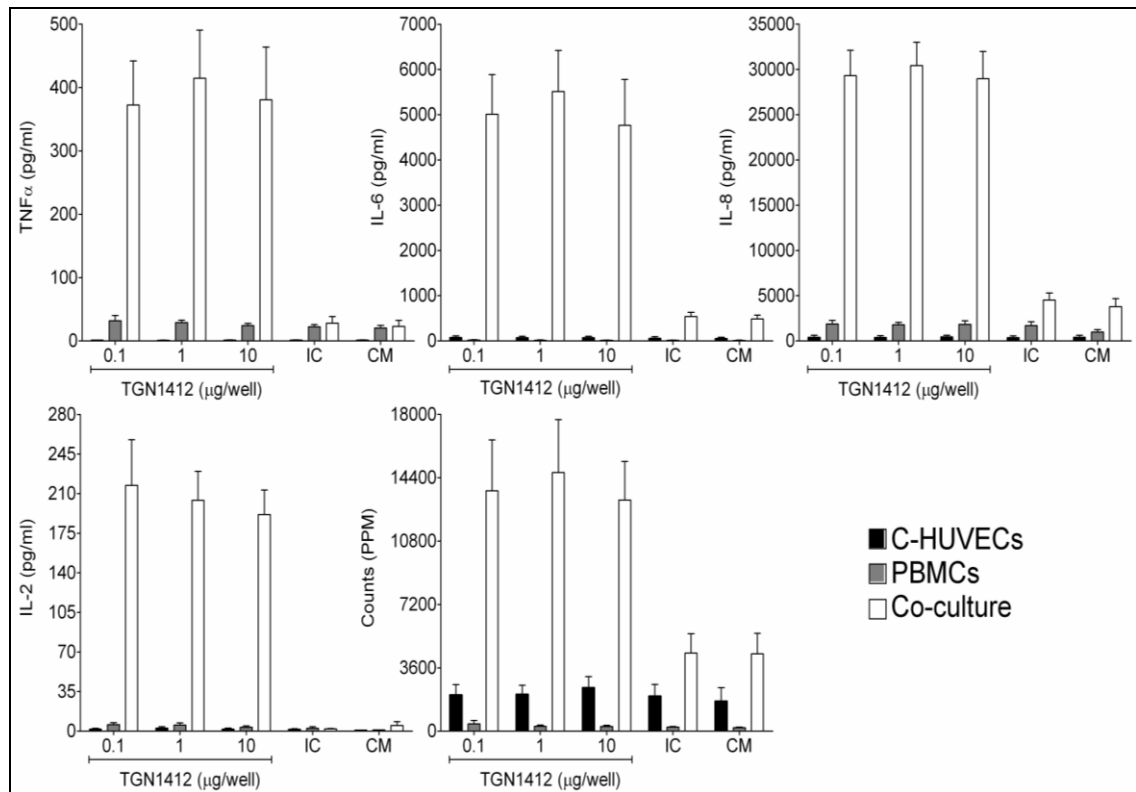 TNFα (pg/ml)
500
400
300
200
100
0
0.1 1 10 IC CM
TGN1412 (μg/well)
IL-6 (pg/ml)
7000
6000
5000
4000
3000
2000
1000
0
0.1 1 10 IC CM
TGN1412 (μg/well)
IL-8 (pg/ml)
35000
30000
25000
20000
15000
10000
5000
0
0.1 1 10 IC CM
TGN1412 (μg/well)
IL-2 (pg/ml)
280
245
210
175
140
105
70
35
0
0.1 1 10 IC CM
TGN1412 (μg/well)
Counts (PPM)
18000
14400
10800
7200
3600
0
0.1 1 10 IC CM
TGN1412 (μg/well)
C-HUVECs
PBMCs
Co-culture